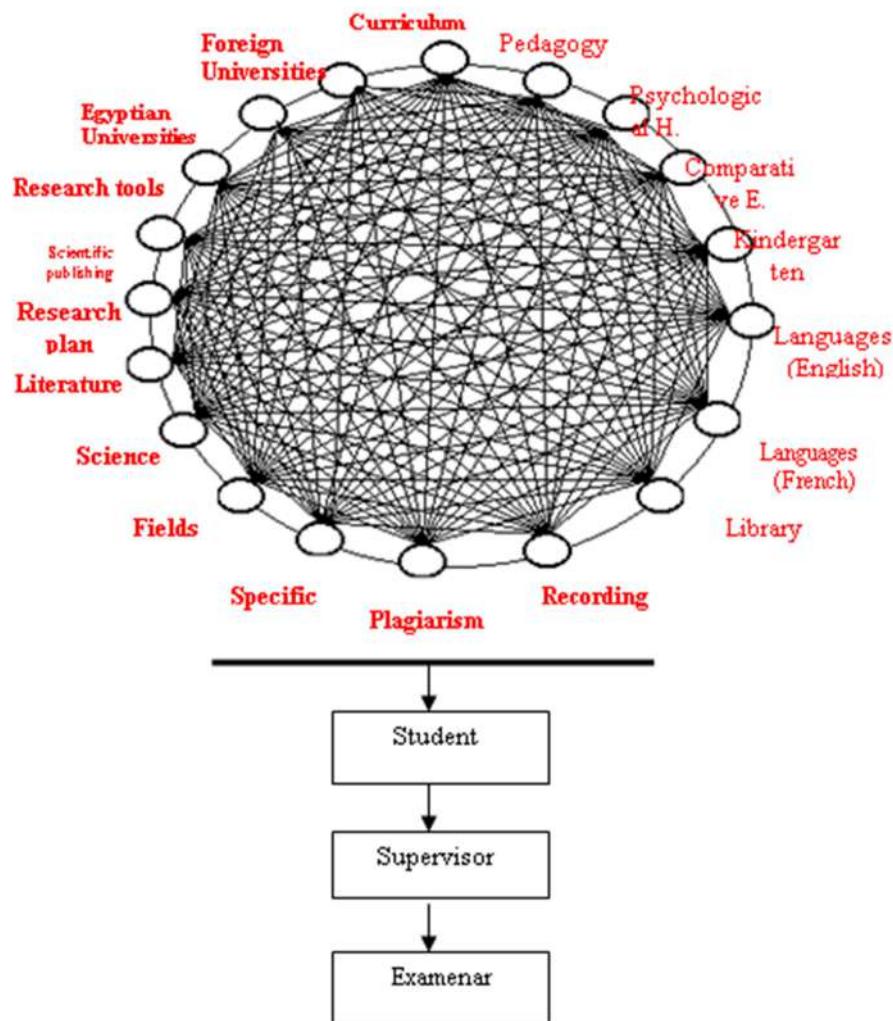 Curriculum
Pedagogy
Foreign
Universities
Psychologic
al H.
Egyptian
Universities
Comparati
ve E.
Research tools
Kindergar
ten
Scientific
publishing
Research
plan
Languages
(English)
Literature
Science
Languages
(French)
Fields
Library
Specific
Recording
Plagiarism
Student
Supervisor
Examenar